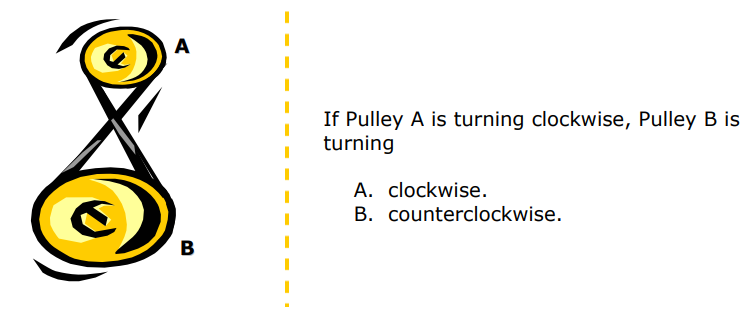 A
B
If Pulley A is turning clockwise, Pulley B is
turning
A. clockwise.
B. counterclockwise.